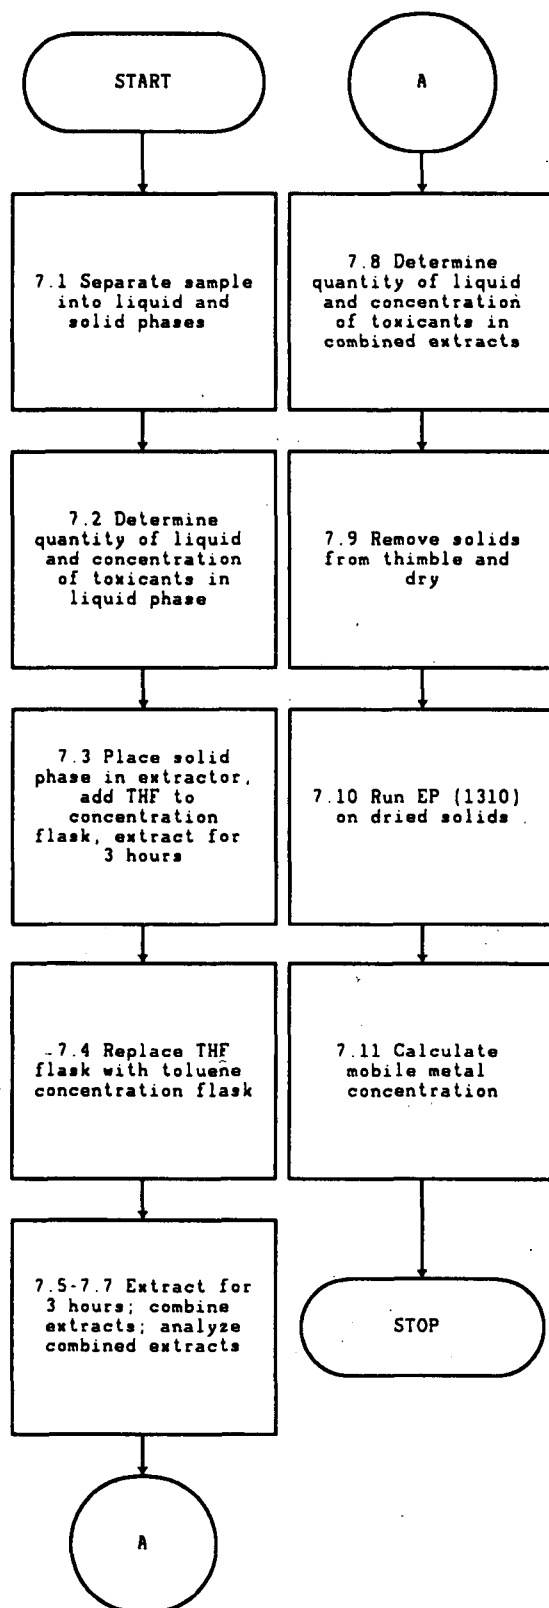 START
7.1 Separate sample
into liquid and
solid phases
7.2 Determine
quantity of liquid
and concentration
of toxicants in
liquid phase
7.3 Place solid
phase in extractor,
add THF to
concentration
flask, extract for
3 hours
7.4 Replace THF
flask with toluene
concentration flask
7.5-7.7 Extract for
3 hours; combine
extracts; analyze
combined extracts
A
A
7.8 Determine
quantity of liquid
and concentration
of toxicants in
combined extracts
7.9 Remove solids
from thimble and
dry
7.10 Run EP (1310)
on dried solids
7.11 Calculate
mobile metal
concentration
STOP